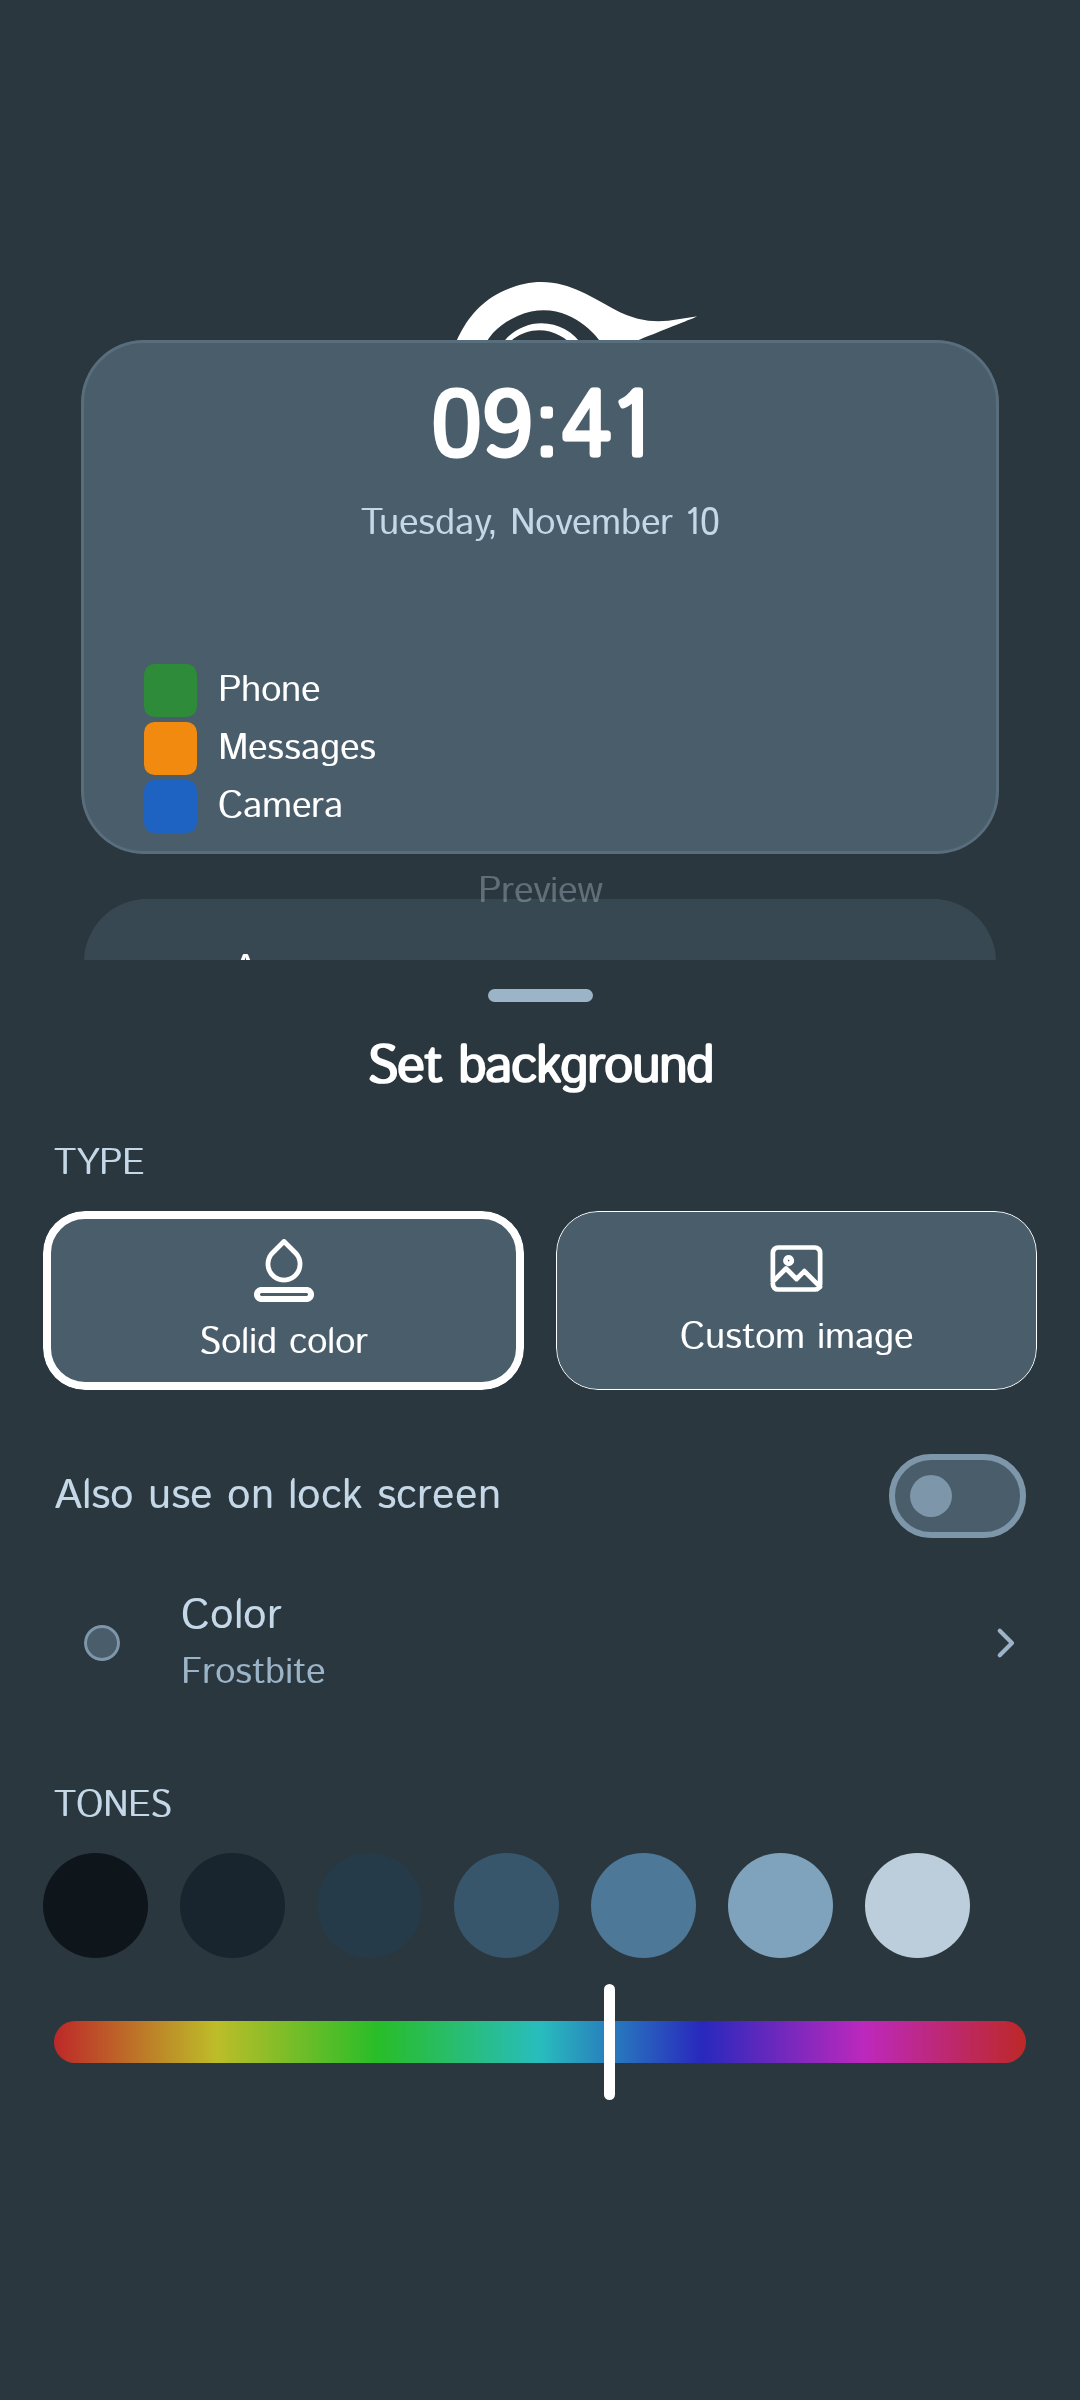 09:41
Tuesday, November 10
Phone
Messages
Camera
Preview
Set background
TYPE
Solid color
Custom image
Also use on lock screen
Color
Frostbite
TONES